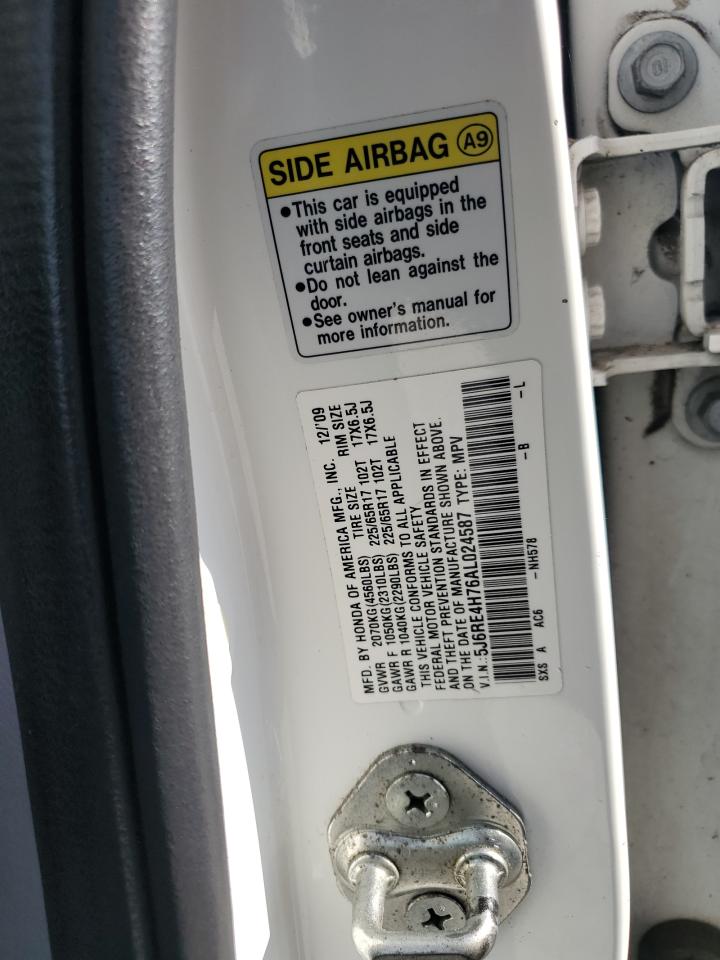 SIDE AIRBAG A9
•This car is equipped
with side airbags in the
front seats and side
curtain airbags.
•Do not lean against the
door.
•See owner's manual for
more information.
MFD. BY HONDA OF AMERICA MFG., INC. 12/'09
GVWR 2070KG(4560LBS) TIRE SIZE RIM SIZE
GAWR F 1050KG(2310LBS) 225/65R17 102T 17X6.5J
GAWR R 1040KG(2290LBS) 225/65R17 102T 17X6.5J
THIS VEHICLE CONFORMS TO ALL APPLICABLE
FEDERAL MOTOR VEHICLE SAFETY
AND THEFT PREVENTION STANDARDS IN EFFECT
ON THE DATE OF MANUFACTURE SHOWN ABOVE.
V.I.N.: 5J6RE4H76AL024587 TYPE: MPV
SXS A AC6 -NH578 -B -L